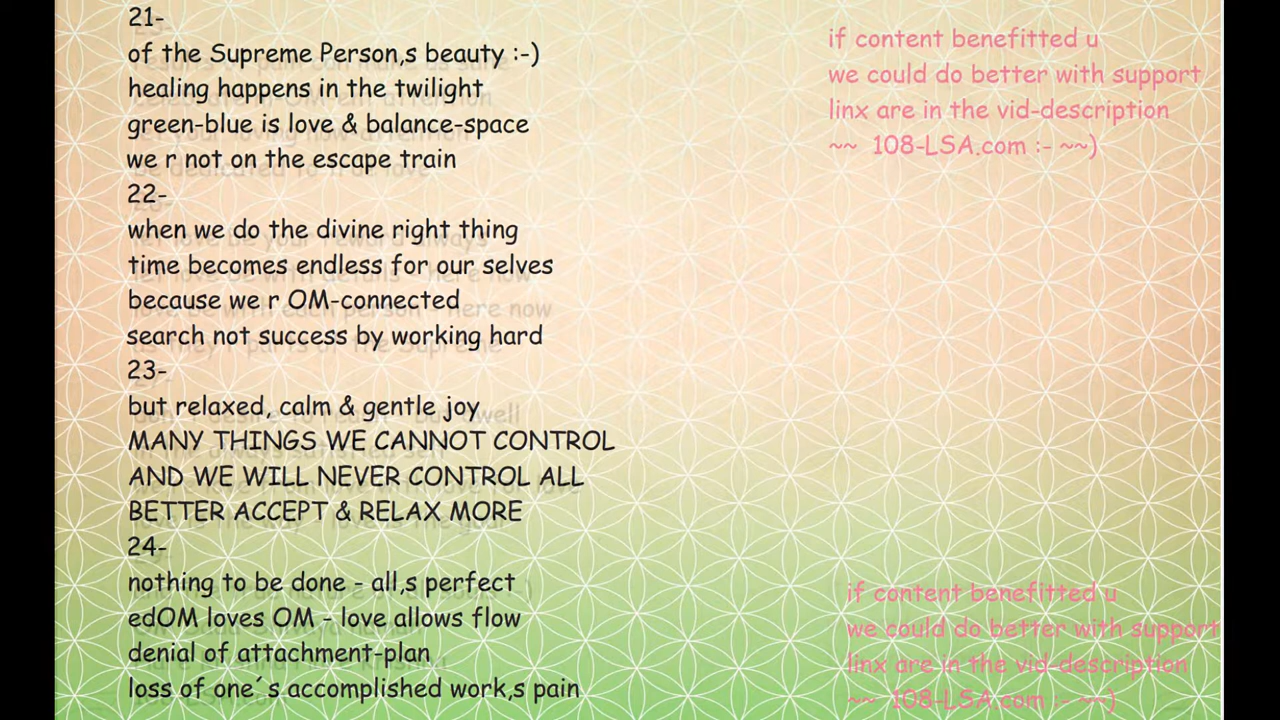 21-
of the Supreme Person,s beauty :-)
healing happens in the twilight
green-blue is love & balance-space
we r not on the escape train
22-
when we do the divine right thing
time becomes endless for our selves
because we r OM-connected
search not success by working hard
23-
but relaxed, calm & gentle joy
MANY THINGS WE CANNOT CONTROL
AND WE WILL NEVER CONTROL ALL
BETTER ACCEPT & RELAX MORE
24-
nothing to be done - all,s perfect
edOM loves OM - love allows flow
denial of attachment-plan
loss of one´s accomplished work,s pain
if content benefitted u
we could do better with support
linx are in the vid-description
~~ 108-LSA.com :- ~~)
if content benefitted u
we could do better with support
linx are in the vid-description
~~ 108-LSA.com :- ~~)